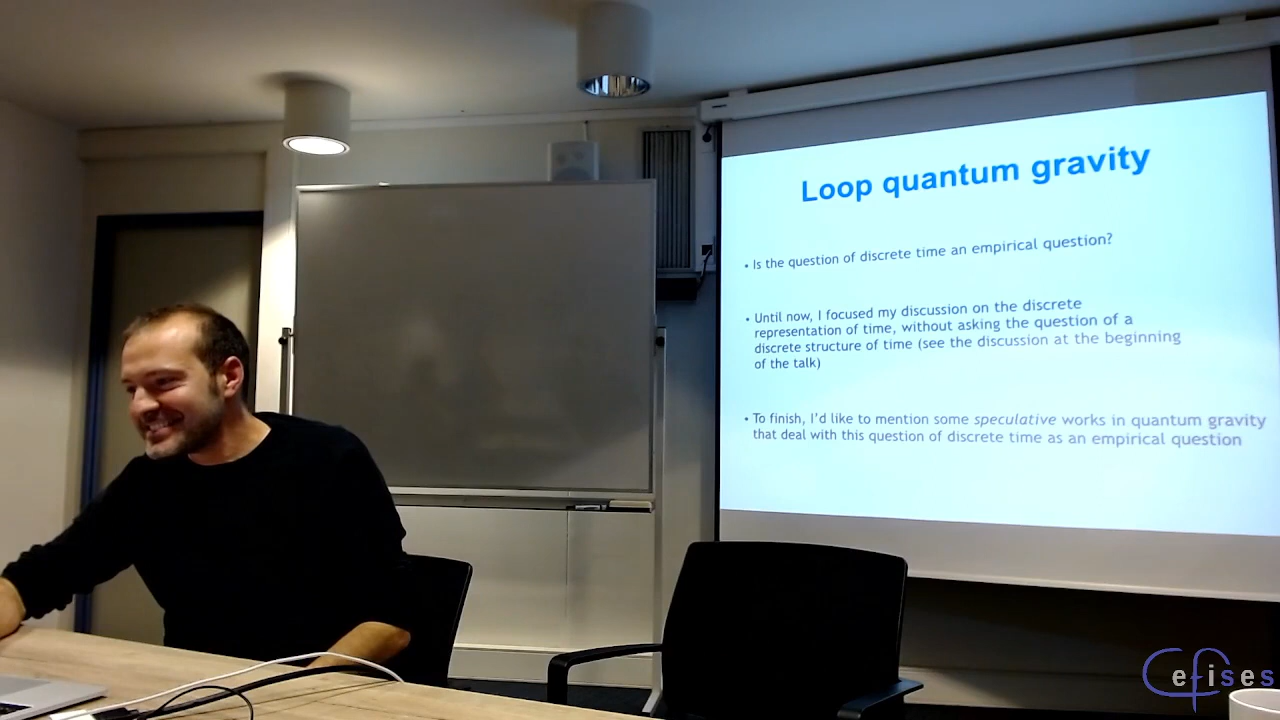 Loop quantum gravity
• Is the question of discrete time an empirical question?
• Until now, I focused my discussion on the discrete
representation of time, without asking the question of a
discrete structure of time (see the discussion at the beginning
of the talk)
• To finish, I'd like to mention some speculative works in quantum gravity
that deal with this question of discrete time as an empirical question
Cefises